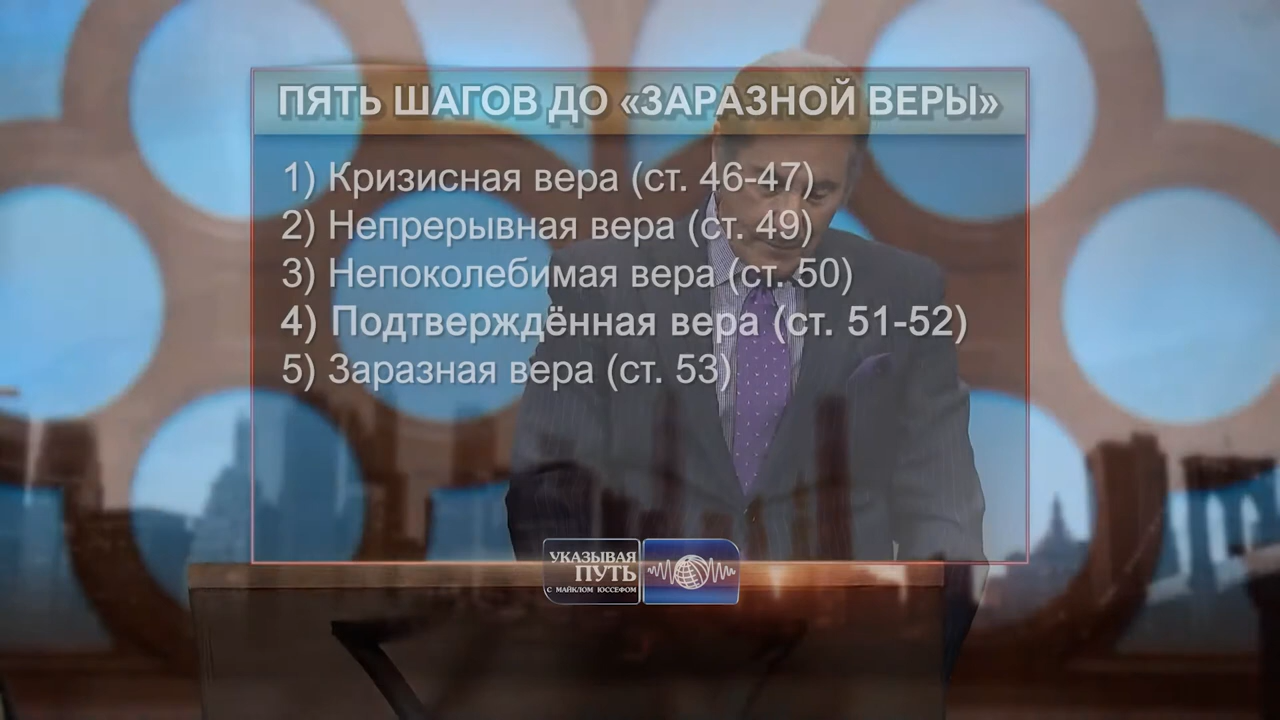 ПЯТЬ ШАГОВ ДО «ЗАРАЗНОЙ ВЕРЫ»
1) Кризисная вера (ст. 46-47)
2) Непрерывная вера (ст. 49)
3) Непоколебимая вера (ст. 50)
4) Подтверждённая вера (ст. 51-52)
5) Заразная вера (ст. 53)
УКАЗЫВАЯ
ПУТЬ
С МАЙКЛОМ ЮССЕФОМ